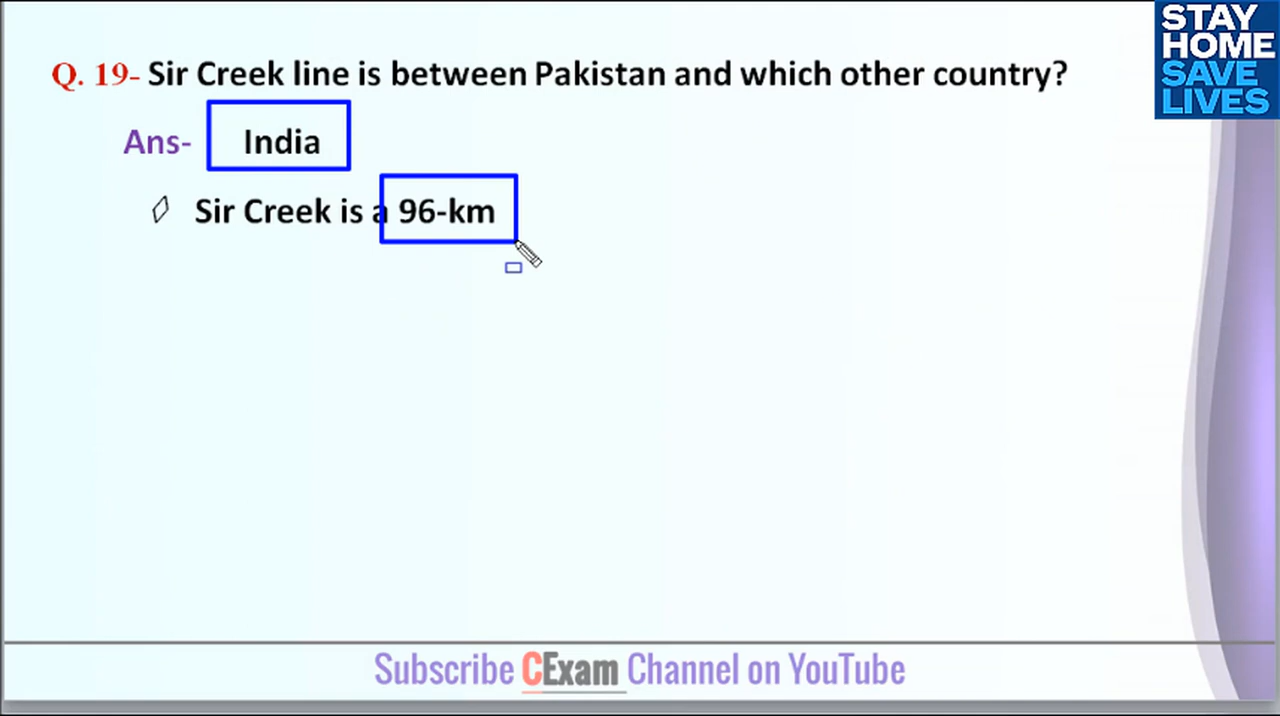 STAY
HOME
SAVE
LIVES
Q. 19- Sir Creek line is between Pakistan and which other country?
Ans- India
Sir Creek is a 96-km
Subscribe CExam Channel on YouTube